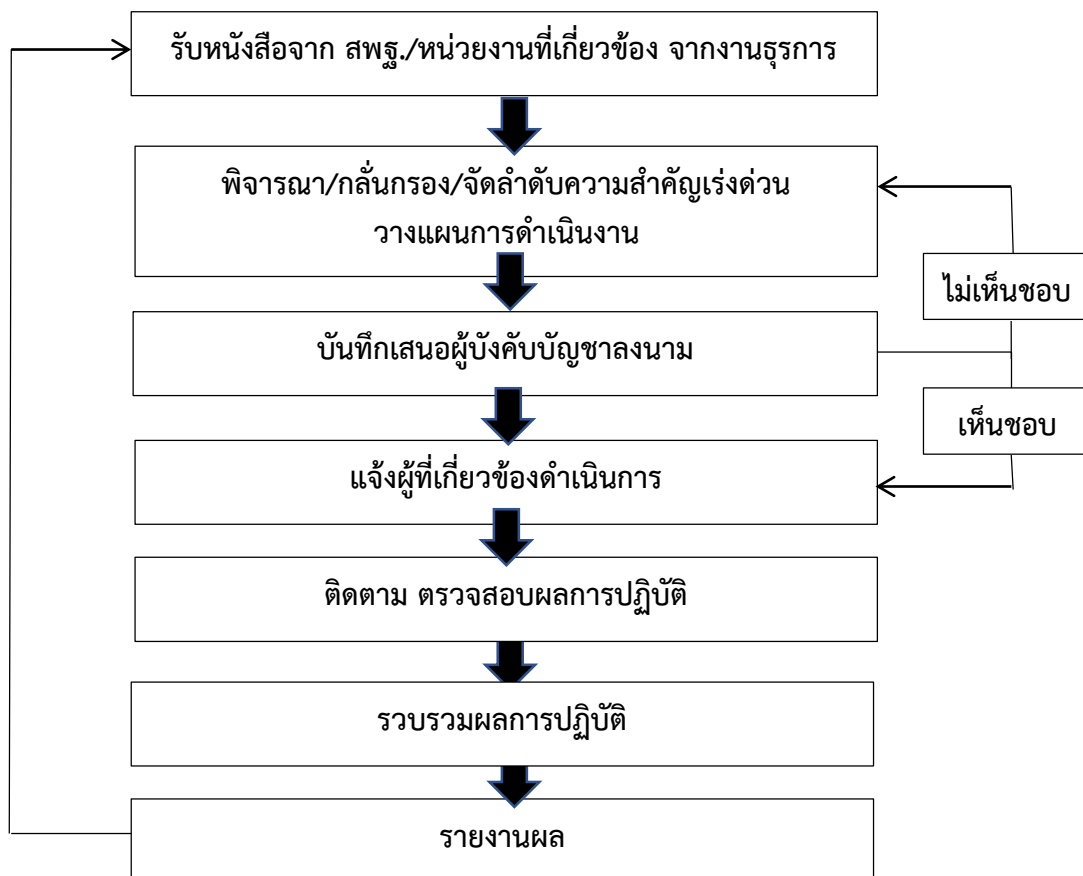 รับหนังสือจาก สพฐ./หน่วยงานที่เกี่ยวข้อง จากงานธุรการ
พิจารณา/กลั่นกรอง/จัดลำดับความสำคัญเร่งด่วน
วางแผนการดำเนินงาน
ไม่เห็นชอบ
บันทึกเสนอผู้บังคับบัญชาลงนาม
เห็นชอบ
แจ้งผู้ที่เกี่ยวข้องดำเนินการ
ติดตาม ตรวจสอบผลการปฏิบัติ
รวบรวมผลการปฏิบัติ
รายงานผล